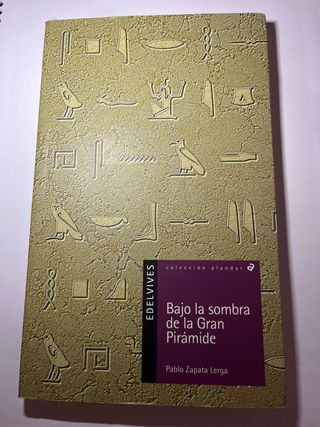 EDELVIVES
colección alandar
Bajo la sombra
de la Gran
Pirámide
Pablo Zapata Lerga